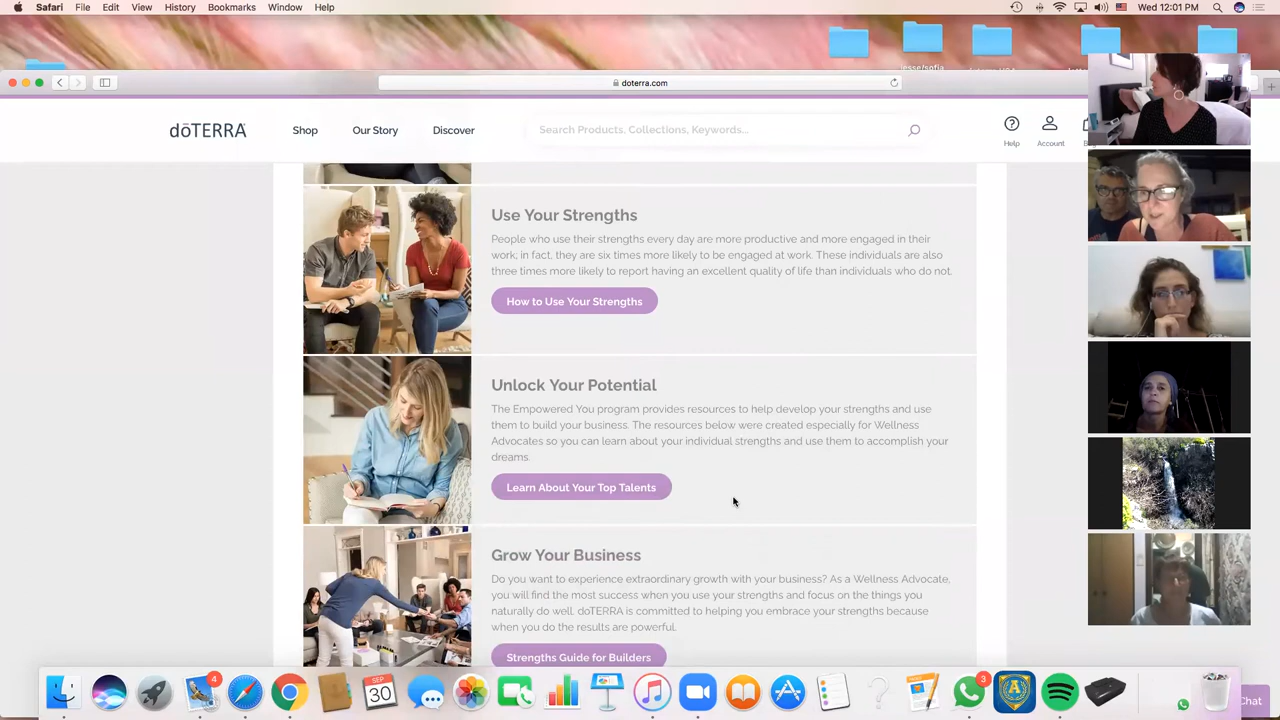 Safari File Edit View History Bookmarks Window Help
Wed 12:01 PM
jesse/sofia
doterra.com
dōTERRA Shop Our Story Discover
Search Products, Collections, Keywords...
Help Account
Use Your Strengths
People who use their strengths every day are more productive and more engaged in their
work, in fact, they are six times more likely to be engaged at work. These individuals are also
three times more likely to report having an excellent quality of life than individuals who do not.
How to Use Your Strengths
Unlock Your Potential
The Empowered You program provides resources to help develop your strengths and use
them to build your business. The resources below were created especially for Wellness
Advocates so you can learn about your individual strengths and use them to accomplish your
dreams.
Learn About Your Top Talents
Grow Your Business
Do you want to experience extraordinary growth with your business? As a Wellness Advocate,
you will find the most success when you use your strengths and focus on the things you
naturally do well. doTERRA is committed to helping you embrace your strengths because
when you do the results are powerful.
Strengths Guide for Builders
4
SEP
30
3
Chat